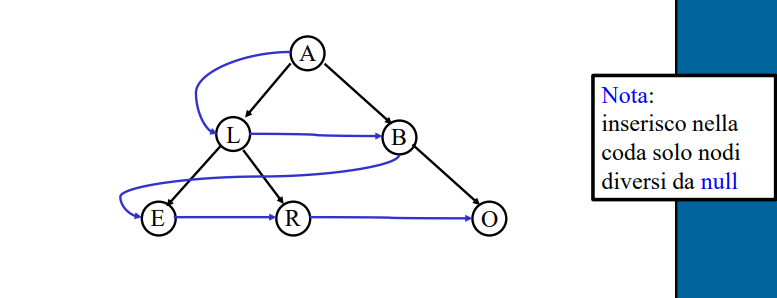 A
L
B
E
R
O
Nota:
inserisco nella
coda solo nodi
diversi da null